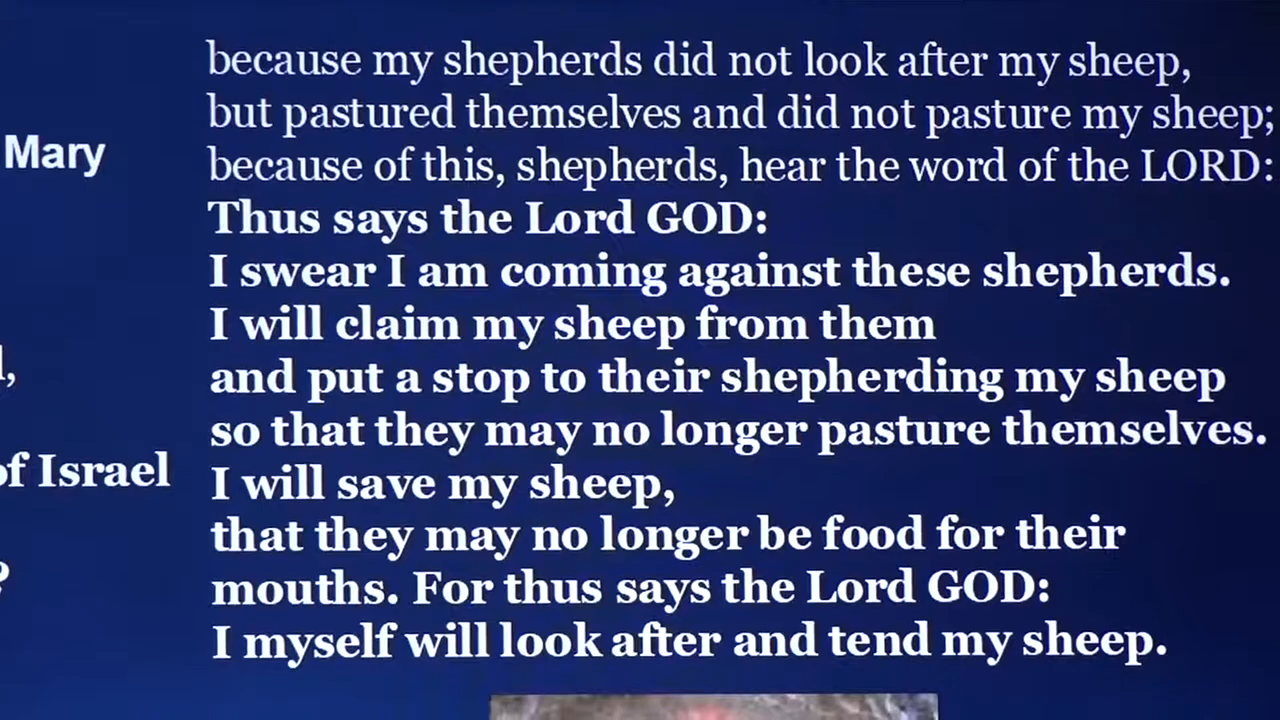 because my shepherds did not look after my sheep,
but pastured themselves and did not pasture my sheep;
because of this, shepherds, hear the word of the LORD:
Thus says the Lord GOD:
I swear I am coming against these shepherds.
I will claim my sheep from them
and put a stop to their shepherding my sheep
so that they may no longer pasture themselves.
I will save my sheep,
that they may no longer be food for their
mouths. For thus says the Lord GOD:
I myself will look after and tend my sheep.
Mary
of Israel
?